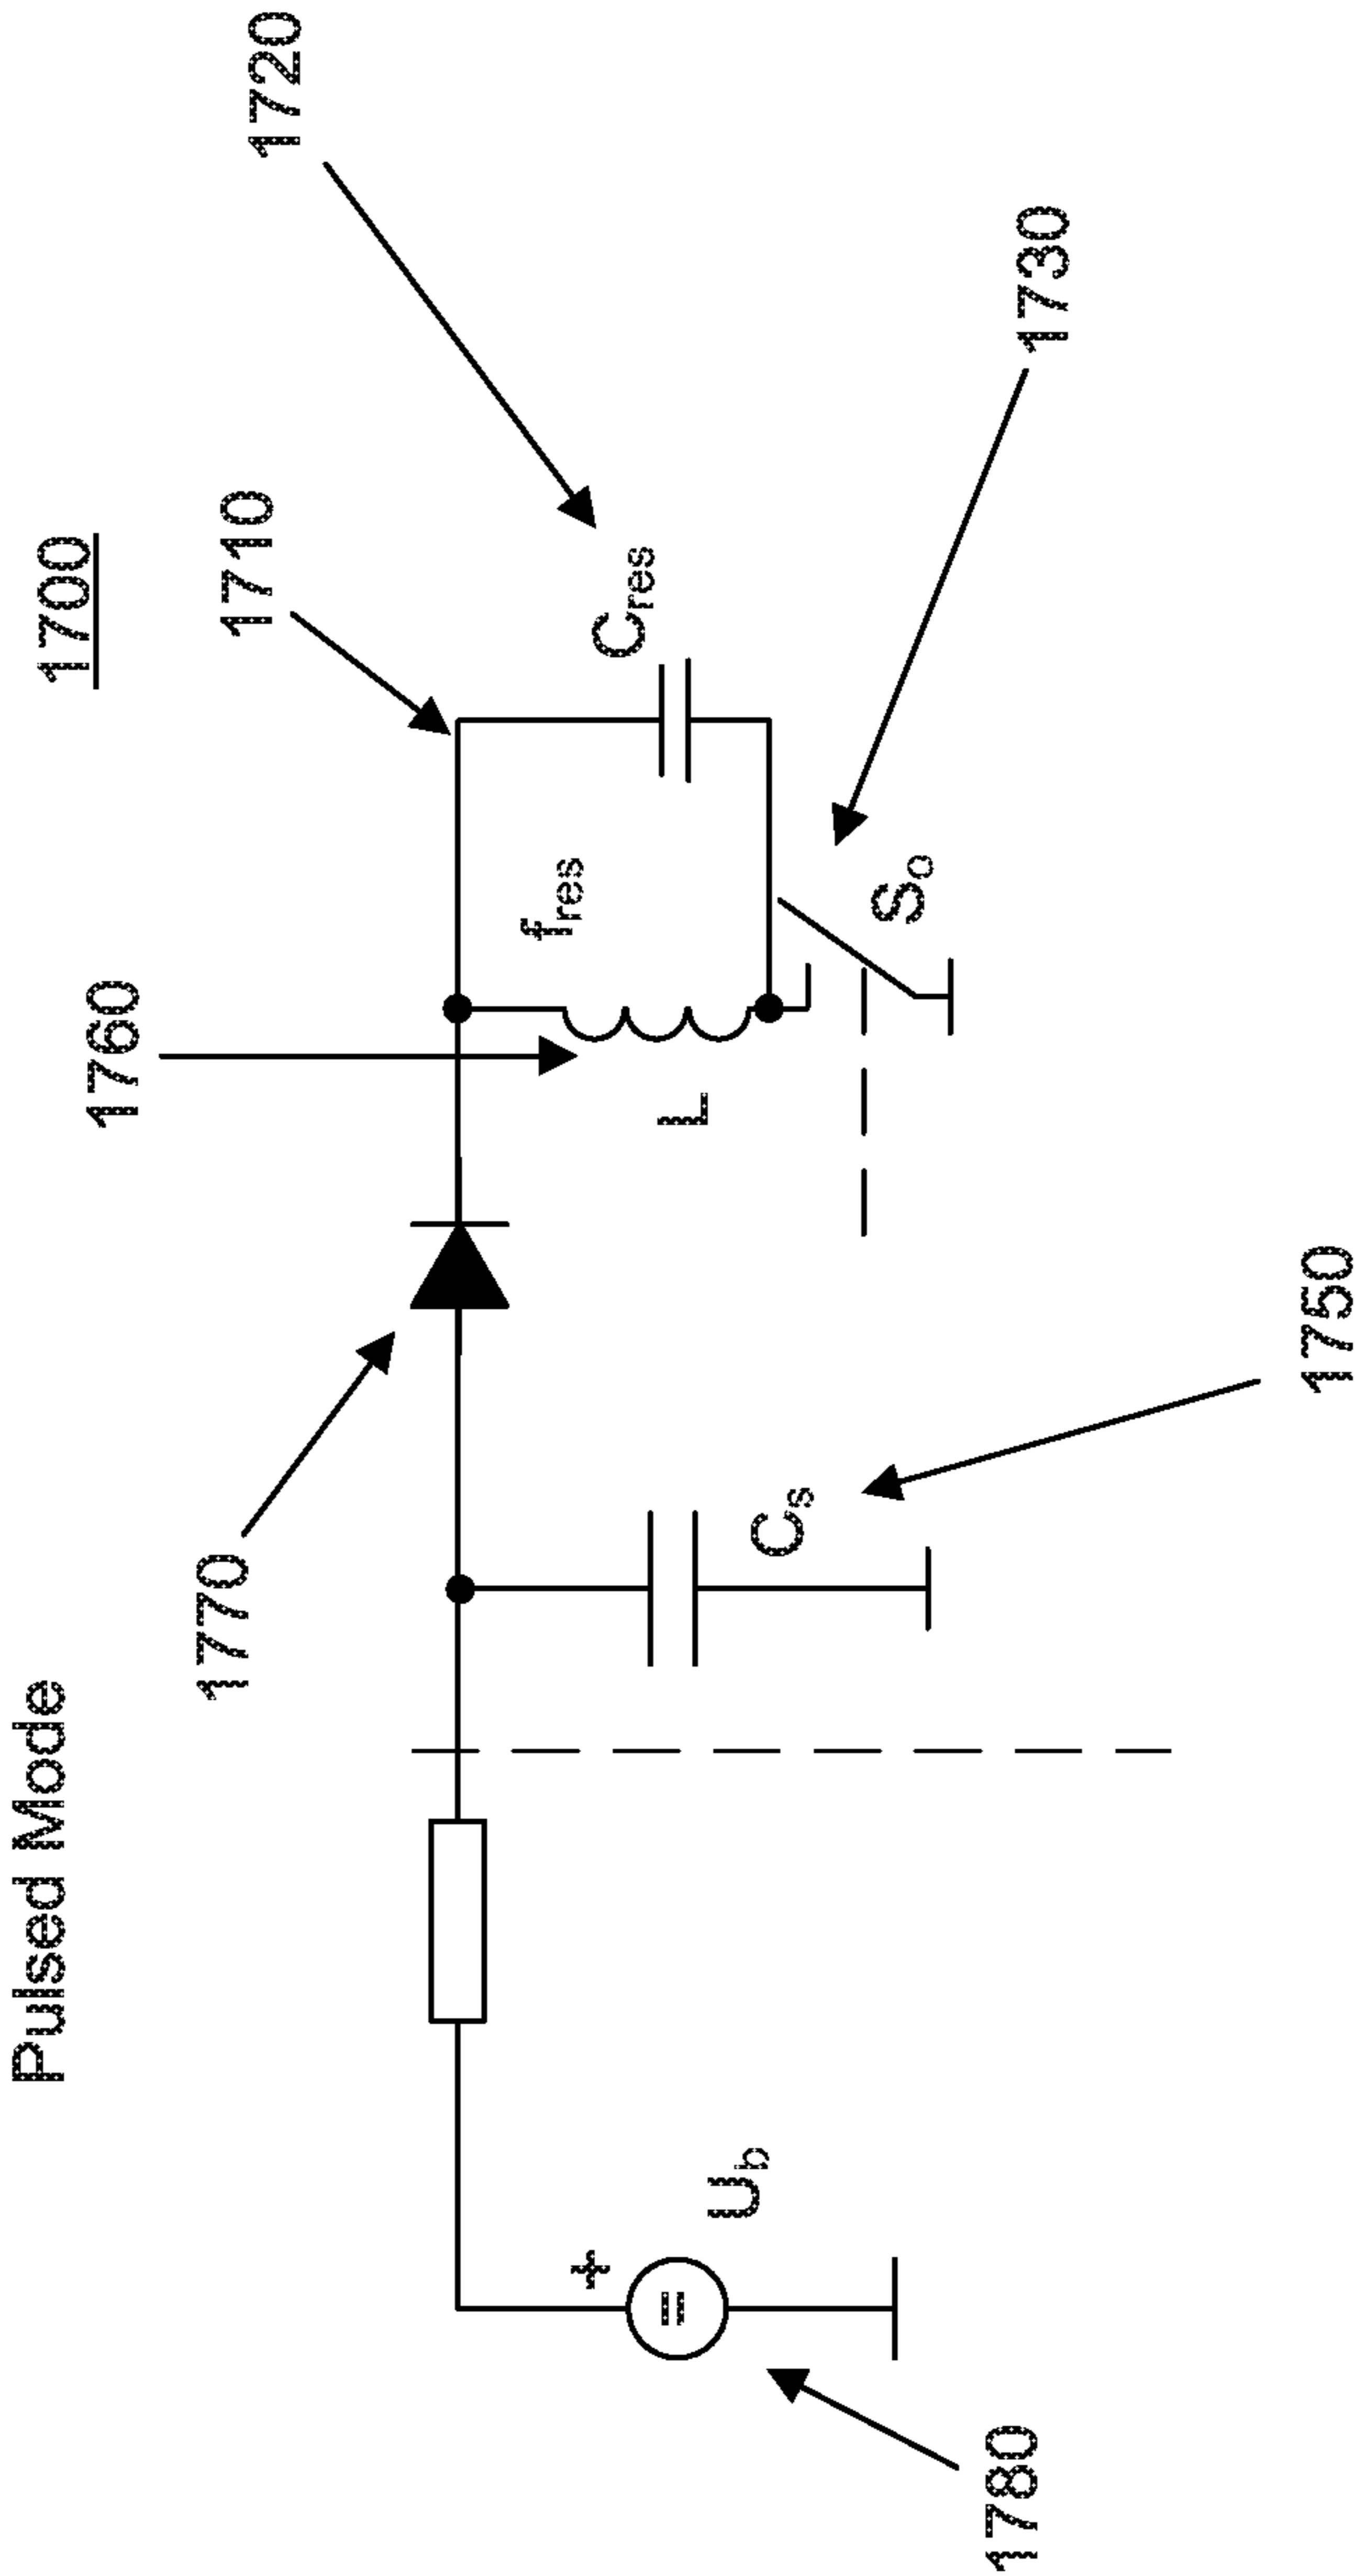 Pulsed Mode
1700
1770
1760
1710
1720
+
=
U_b
1780
C_s
1750
L
f_res
C_res
S_o
1730